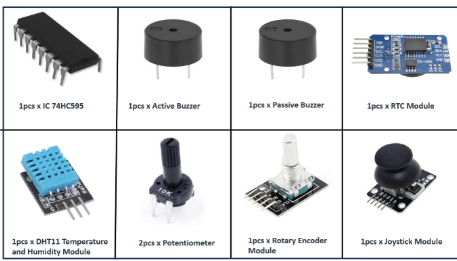 1pcs x IC 74HC595
1pcs x Active Buzzer
1pcs x Passive Buzzer
1pcs x RTC Module
10K
1pcs x DHT11 Temperature
and Humidity Module
2pcs x Potentiometer
1pcs x Rotary Encoder
Module
1pcs x Joystick Module